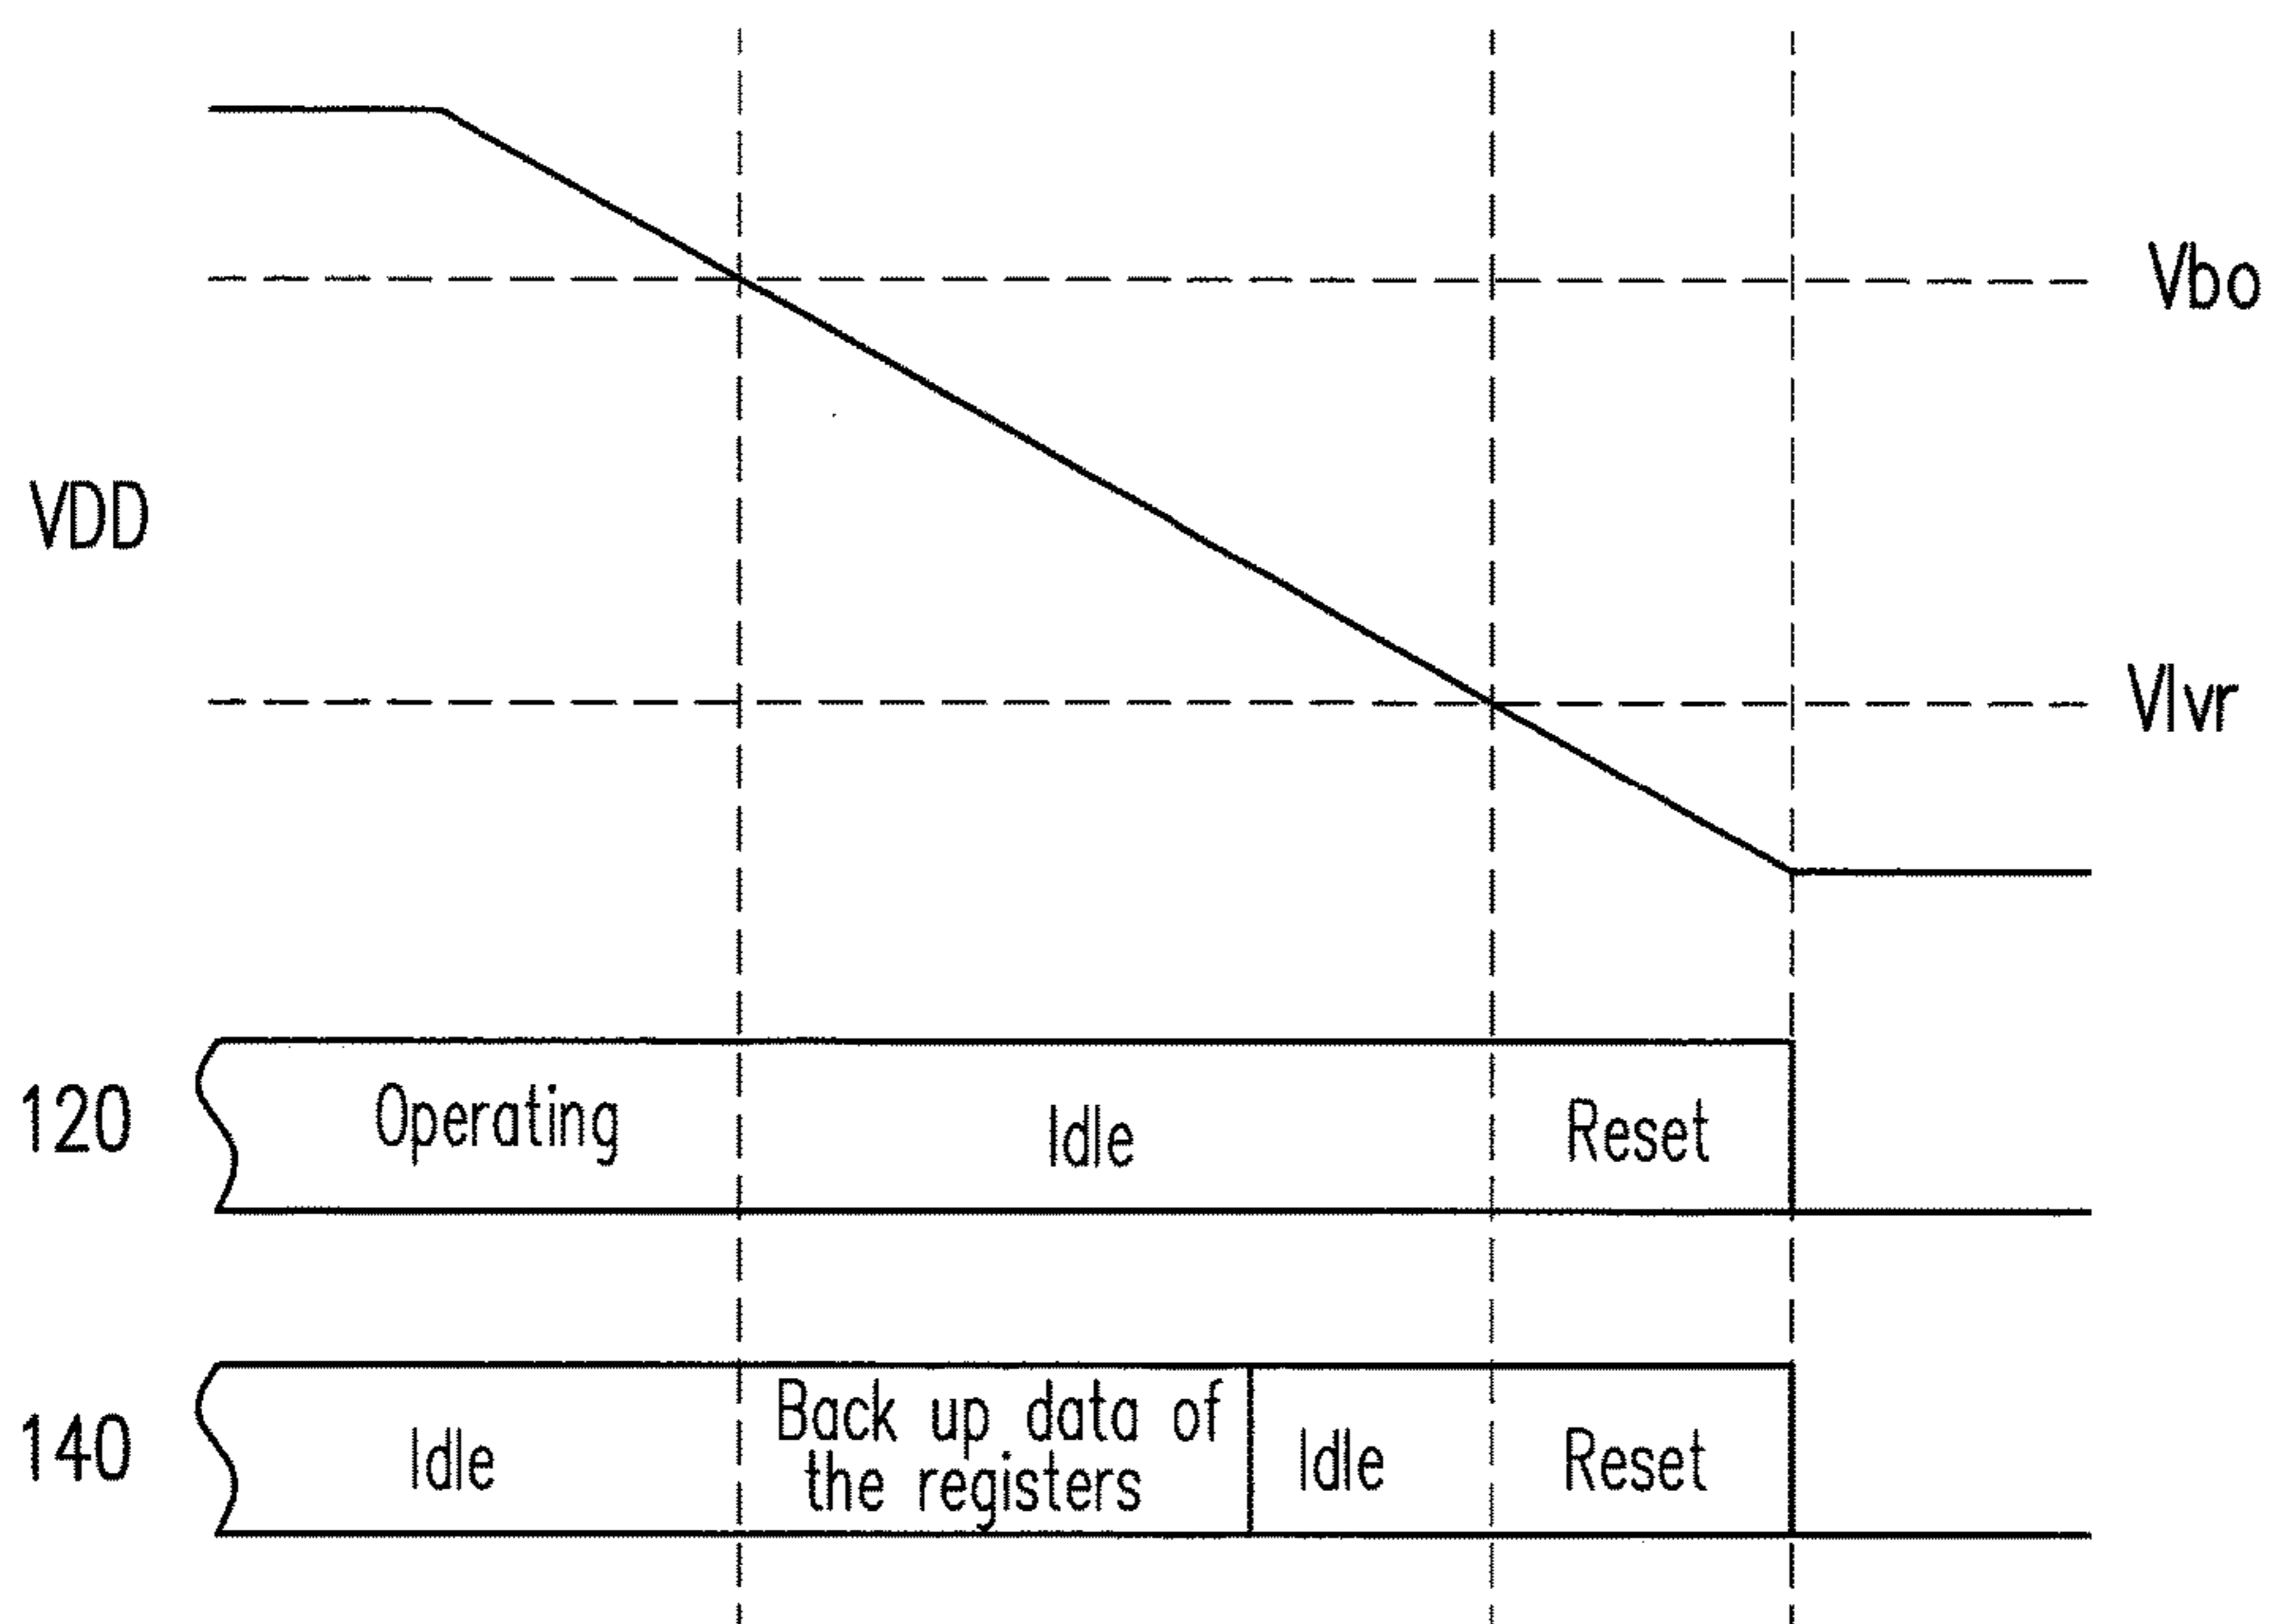 Vbo
VDD
Vlvr
120
Operating
Idle
Reset
140
Idle
Back up data of
the registers
Idle
Reset